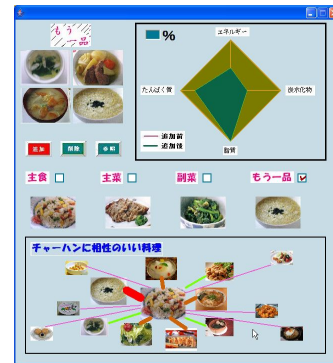 もう
一品
%
エネルギー
たんぱく質
炭水化物
追加前
追加後
脂質
追加
削除
参照
主食
主菜
副菜
もう一品
チャーハンに相性のいい料理